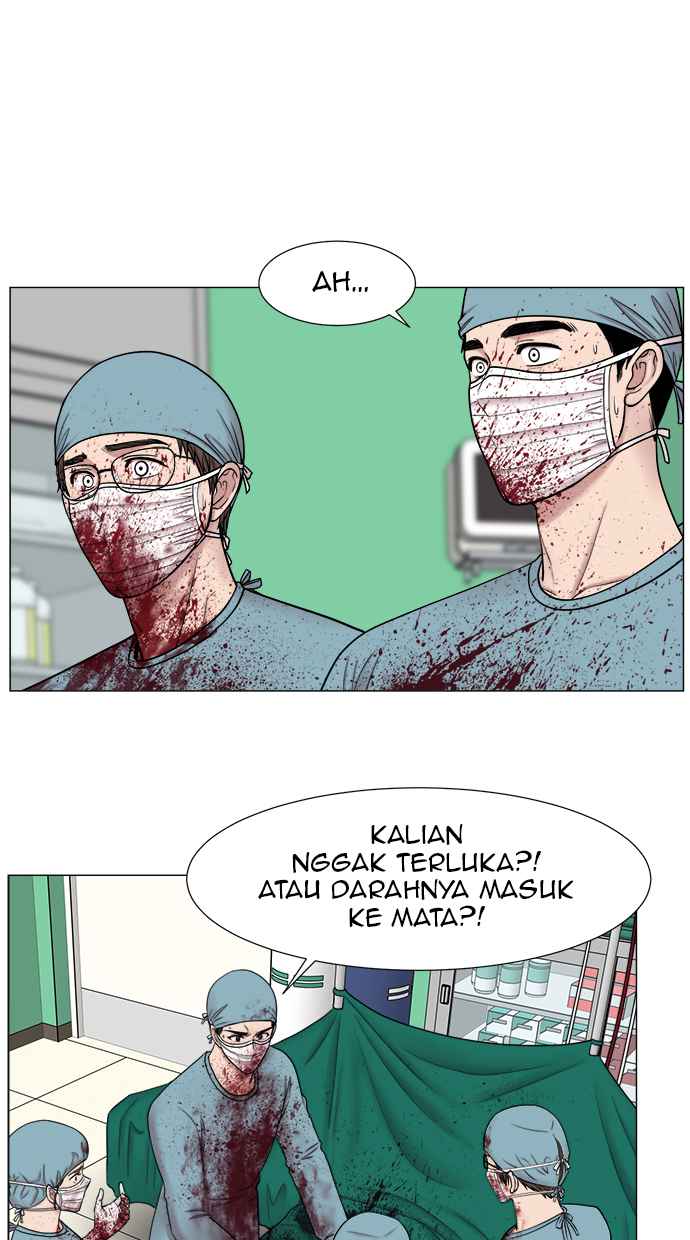 AH...
KALIAN
NGGAK TERLUKA?!
ATAU DARAHNYA MASUK
KE MATA?!